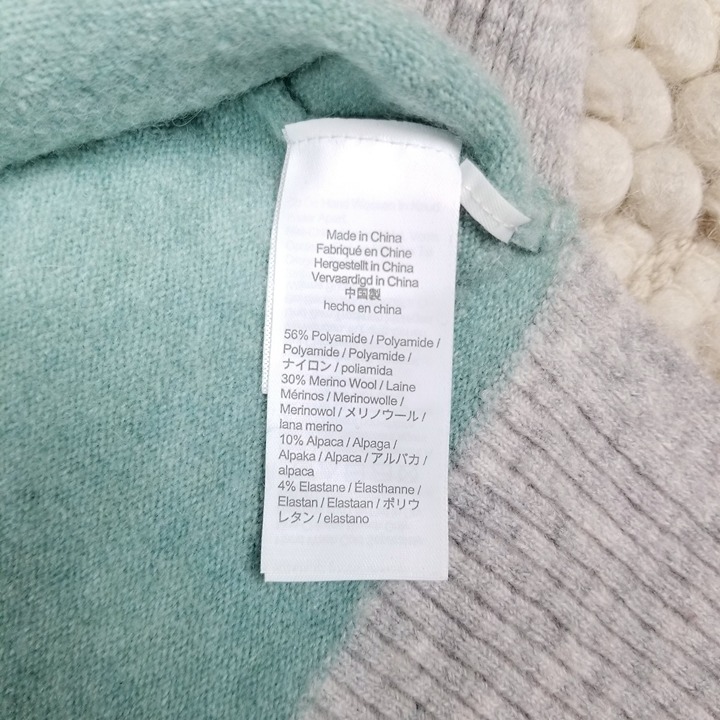 Made in China
Fabriqué en Chine
Hergestellt in China
Vervaardigd in China
中国製
hecho en china
56% Polyamide / Polyamide /
Polyamide / Polyamide /
ナイロン / poliamida
30% Merino Wool / Laine
Mérinos / Merinowolle /
Merinowol / メリノウール /
lana merino
10% Alpaca / Alpaga /
Alpaka / Alpaca / アルパカ /
alpaca
4% Elastane / Élasthanne /
Elastan / Elastaan / ポリウ
レタン / elastano